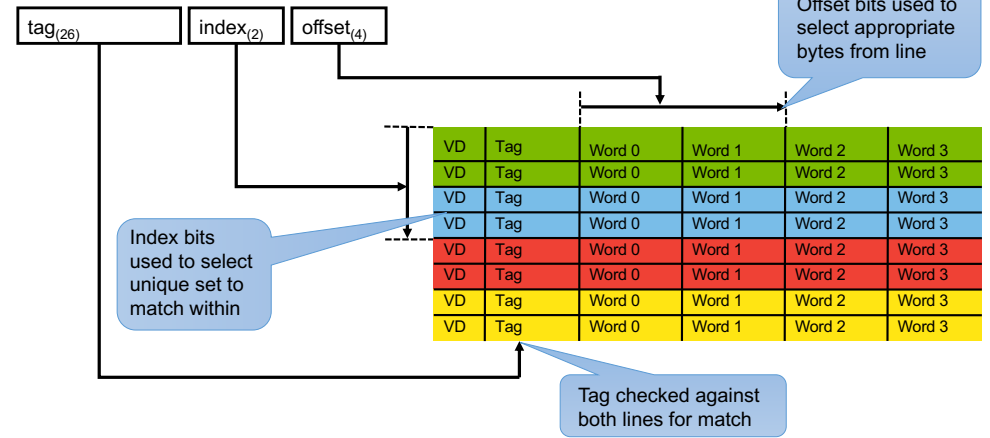 Offset bits used to
select appropriate
bytes from line
tag(26) index(2) offset(4)
VD Tag Word 0 Word 1 Word 2 Word 3
VD Tag Word 0 Word 1 Word 2 Word 3
VD Tag Word 0 Word 1 Word 2 Word 3
VD Tag Word 0 Word 1 Word 2 Word 3
VD Tag Word 0 Word 1 Word 2 Word 3
VD Tag Word 0 Word 1 Word 2 Word 3
VD Tag Word 0 Word 1 Word 2 Word 3
VD Tag Word 0 Word 1 Word 2 Word 3
Index bits
used to select
unique set to
match within
Tag checked against
both lines for match